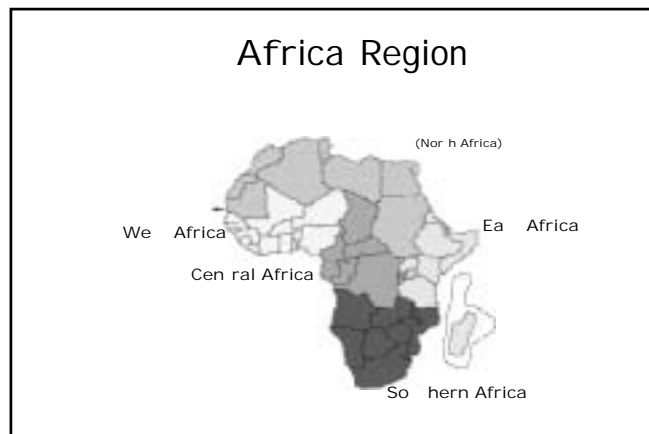 Africa Region
(Nor h Africa)
We Africa
Ea Africa
Cen ral Africa
So hern Africa